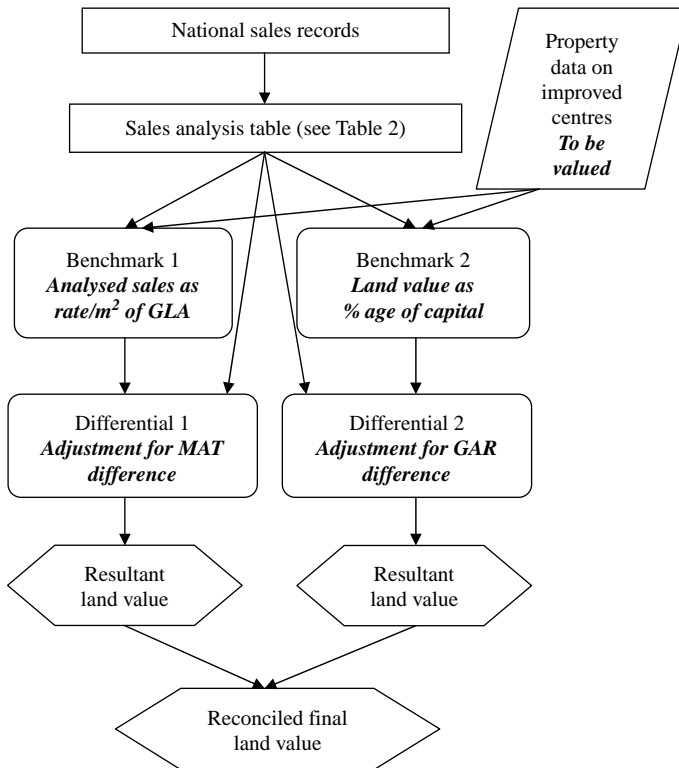 National sales records
Property
data on
improved
centres
To be
valued
Sales analysis table (see Table 2)
Benchmark 1
Analysed sales as
rate/m² of GLA
Benchmark 2
Land value as
% age of capital
Differential 1
Adjustment for MAT
difference
Differential 2
Adjustment for GAR
difference
Resultant
land value
Resultant
land value
Reconciled final
land value